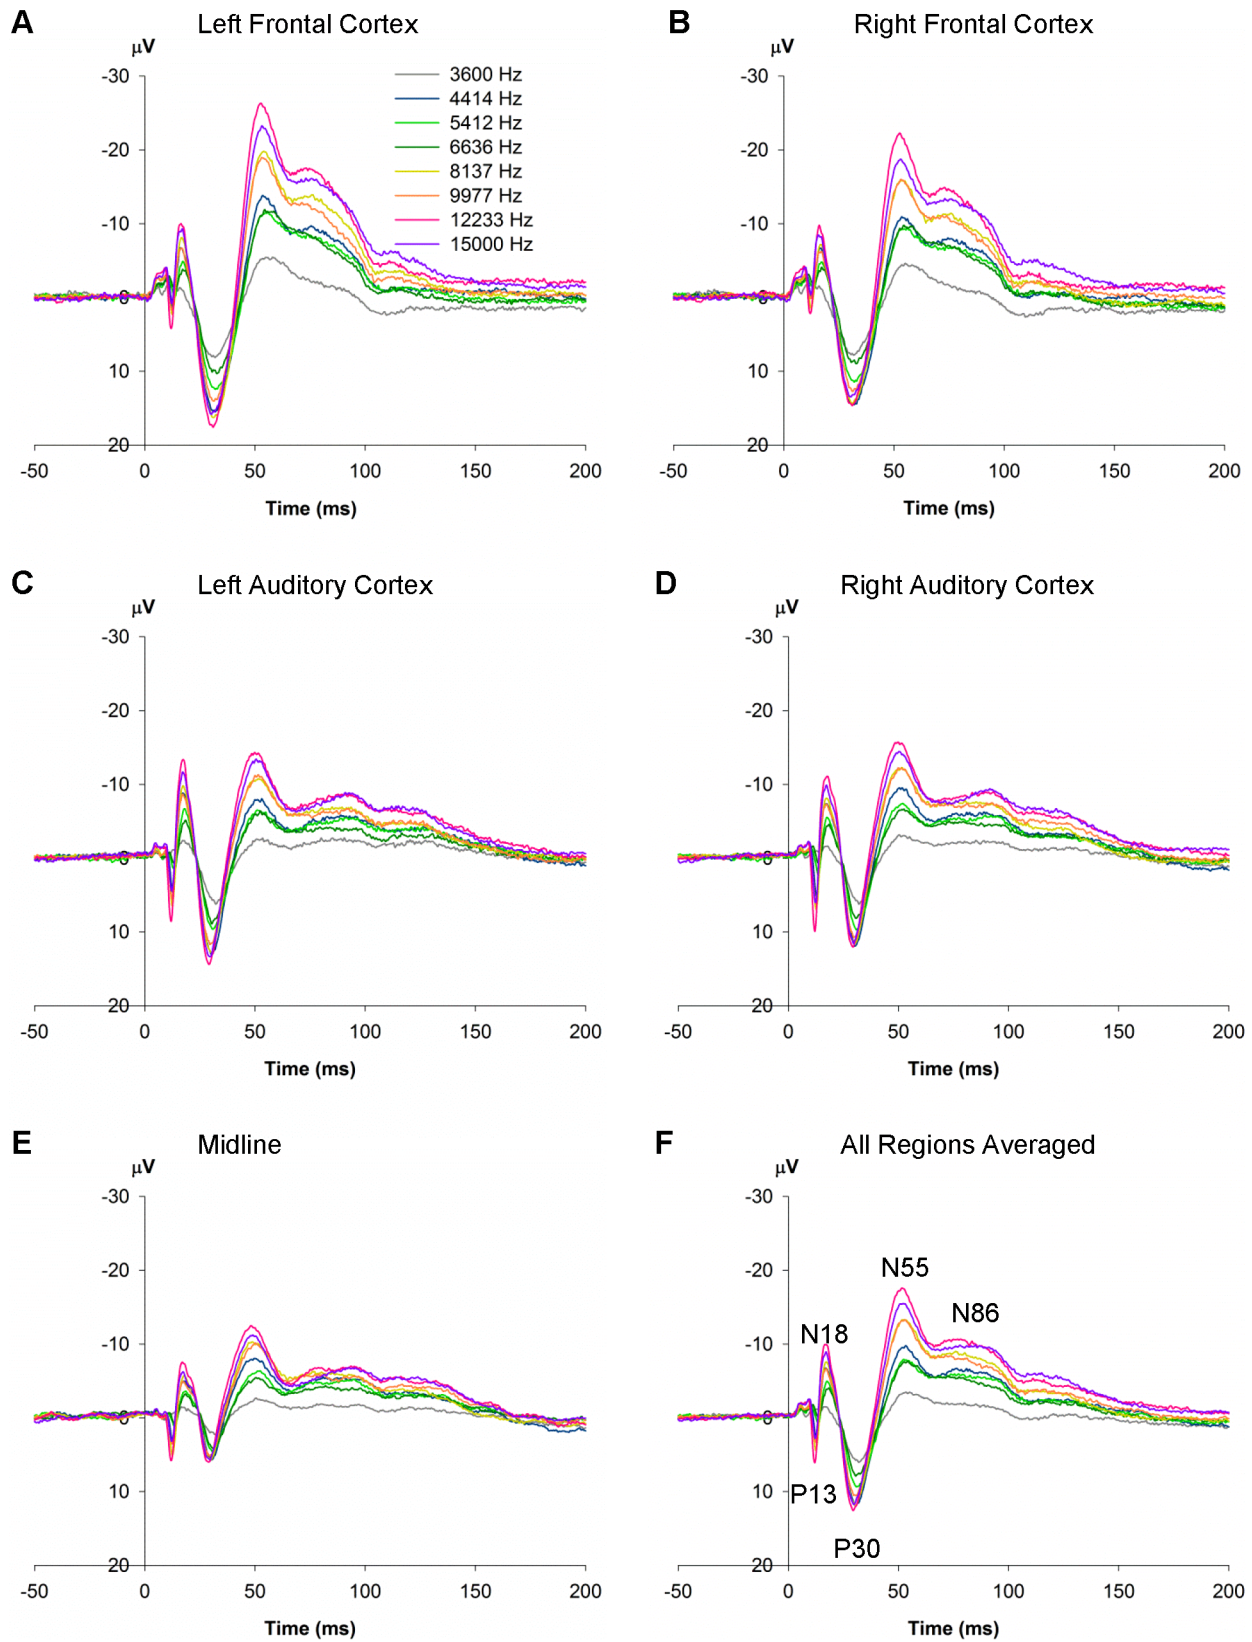 A Left Frontal Cortex
μV
-30
-20
-10
0
10
20
-50 0 50 100 150 200
Time (ms)
3600 Hz
4414 Hz
5412 Hz
6636 Hz
8137 Hz
9977 Hz
12233 Hz
15000 Hz
B Right Frontal Cortex
μV
-30
-20
-10
0
10
20
-50 0 50 100 150 200
Time (ms)
C Left Auditory Cortex
μV
-30
-20
-10
0
10
20
-50 0 50 100 150 200
Time (ms)
D Right Auditory Cortex
μV
-30
-20
-10
0
10
20
-50 0 50 100 150 200
Time (ms)
E Midline
μV
-30
-20
-10
0
10
20
-50 0 50 100 150 200
Time (ms)
F All Regions Averaged
μV
-30
-20
-10
0
10
20
N55
N86
N18
P13
P30
-50 0 50 100 150 200
Time (ms)